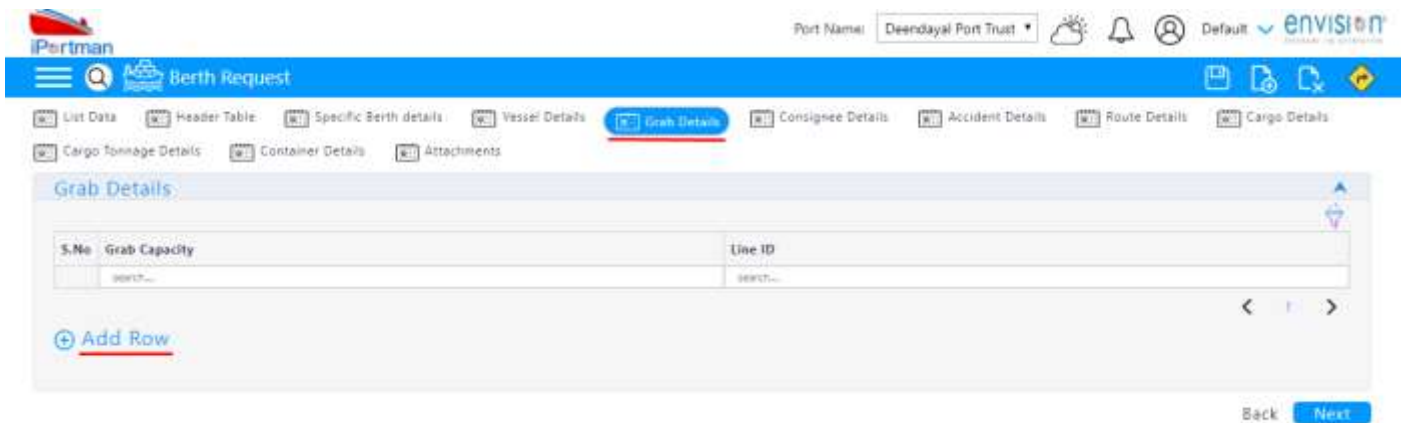 iPortman
Port Name: Deendayal Port Trust Default envision
Berth Request
List Data Header Table Specific Berth details Vessel Details Grab Details Consignee Details Accident Details Route Details Cargo Details
Cargo Tonnage Details Container Details Attachments
Grab Details
S.No Grab Capacity Line ID
search... search...
1
Add Row
Back Next